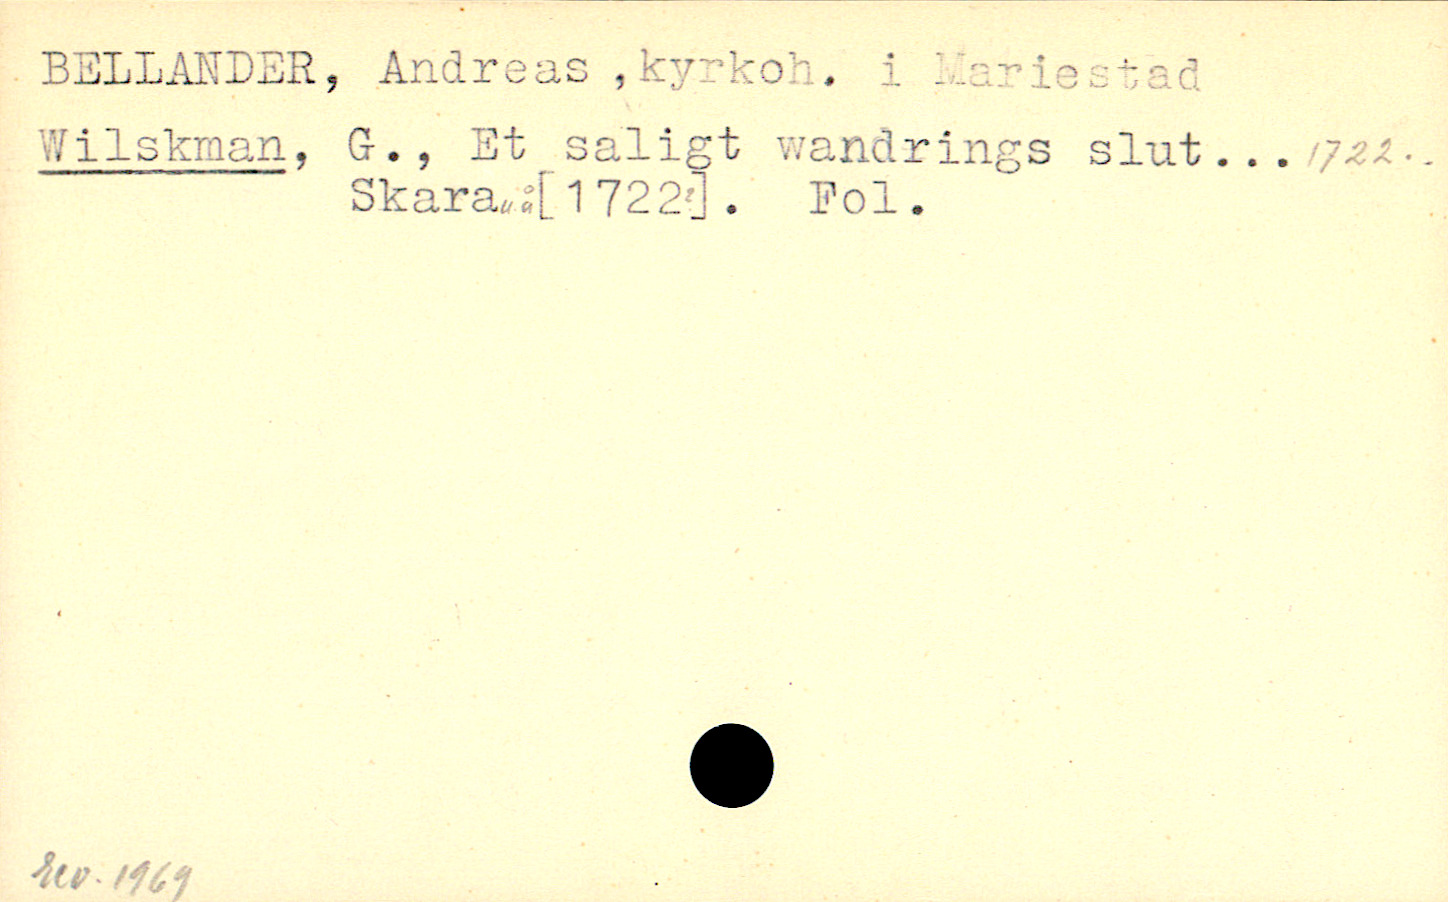 BELLANDER, Andreas ,kyrkoh. i Mariestad
Wilskman, G., Et saligt wandrings slut...1722..
Skara u.å.[1722?]. Fol.
Rev. 1969